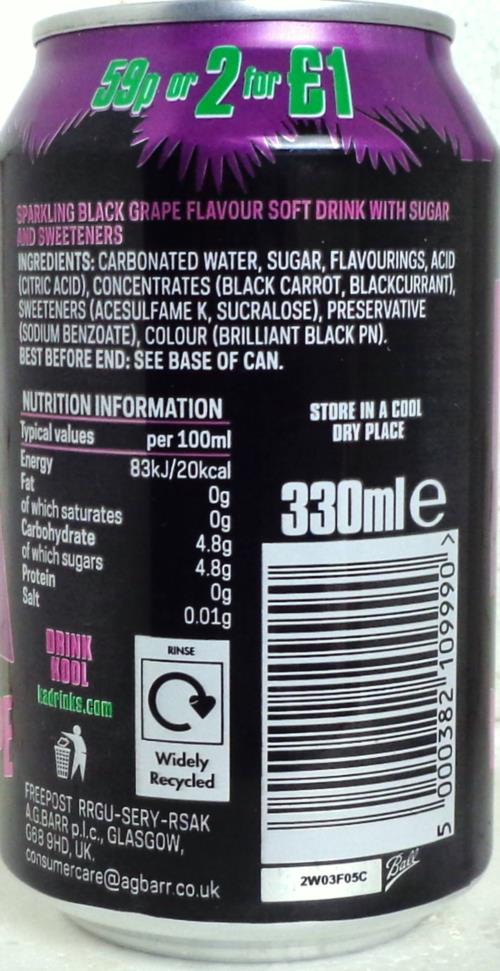 59p or 2 for £1
SPARKLING BLACK GRAPE FLAVOUR SOFT DRINK WITH SUGAR
AND SWEETENERS
INGREDIENTS: CARBONATED WATER, SUGAR, FLAVOURINGS, ACID
(CITRIC ACID), CONCENTRATES (BLACK CARROT, BLACKCURRANT),
SWEETENERS (ACESULFAME K, SUCRALOSE), PRESERVATIVE
(SODIUM BENZOATE), COLOUR (BRILLIANT BLACK PN).
BEST BEFORE END: SEE BASE OF CAN.
NUTRITION INFORMATION
Typical values per 100ml
Energy 83kJ/20kcal
Fat 0g
of which saturates 0g
Carbohydrate 4.8g
of which sugars 4.8g
Protein 0g
Salt 0.01g
STORE IN A COOL
DRY PLACE
330ml e
5 000382 109990 >
DRINK
KOOL
kadrinks.com
RINSE
Widely
Recycled
FREEPOST RRGU-SERY-RSAK
A.G.BARR p.l.c., GLASGOW,
G68 9HD, UK.
consumercare@agbarr.co.uk
2W03F05C
Ball
PE